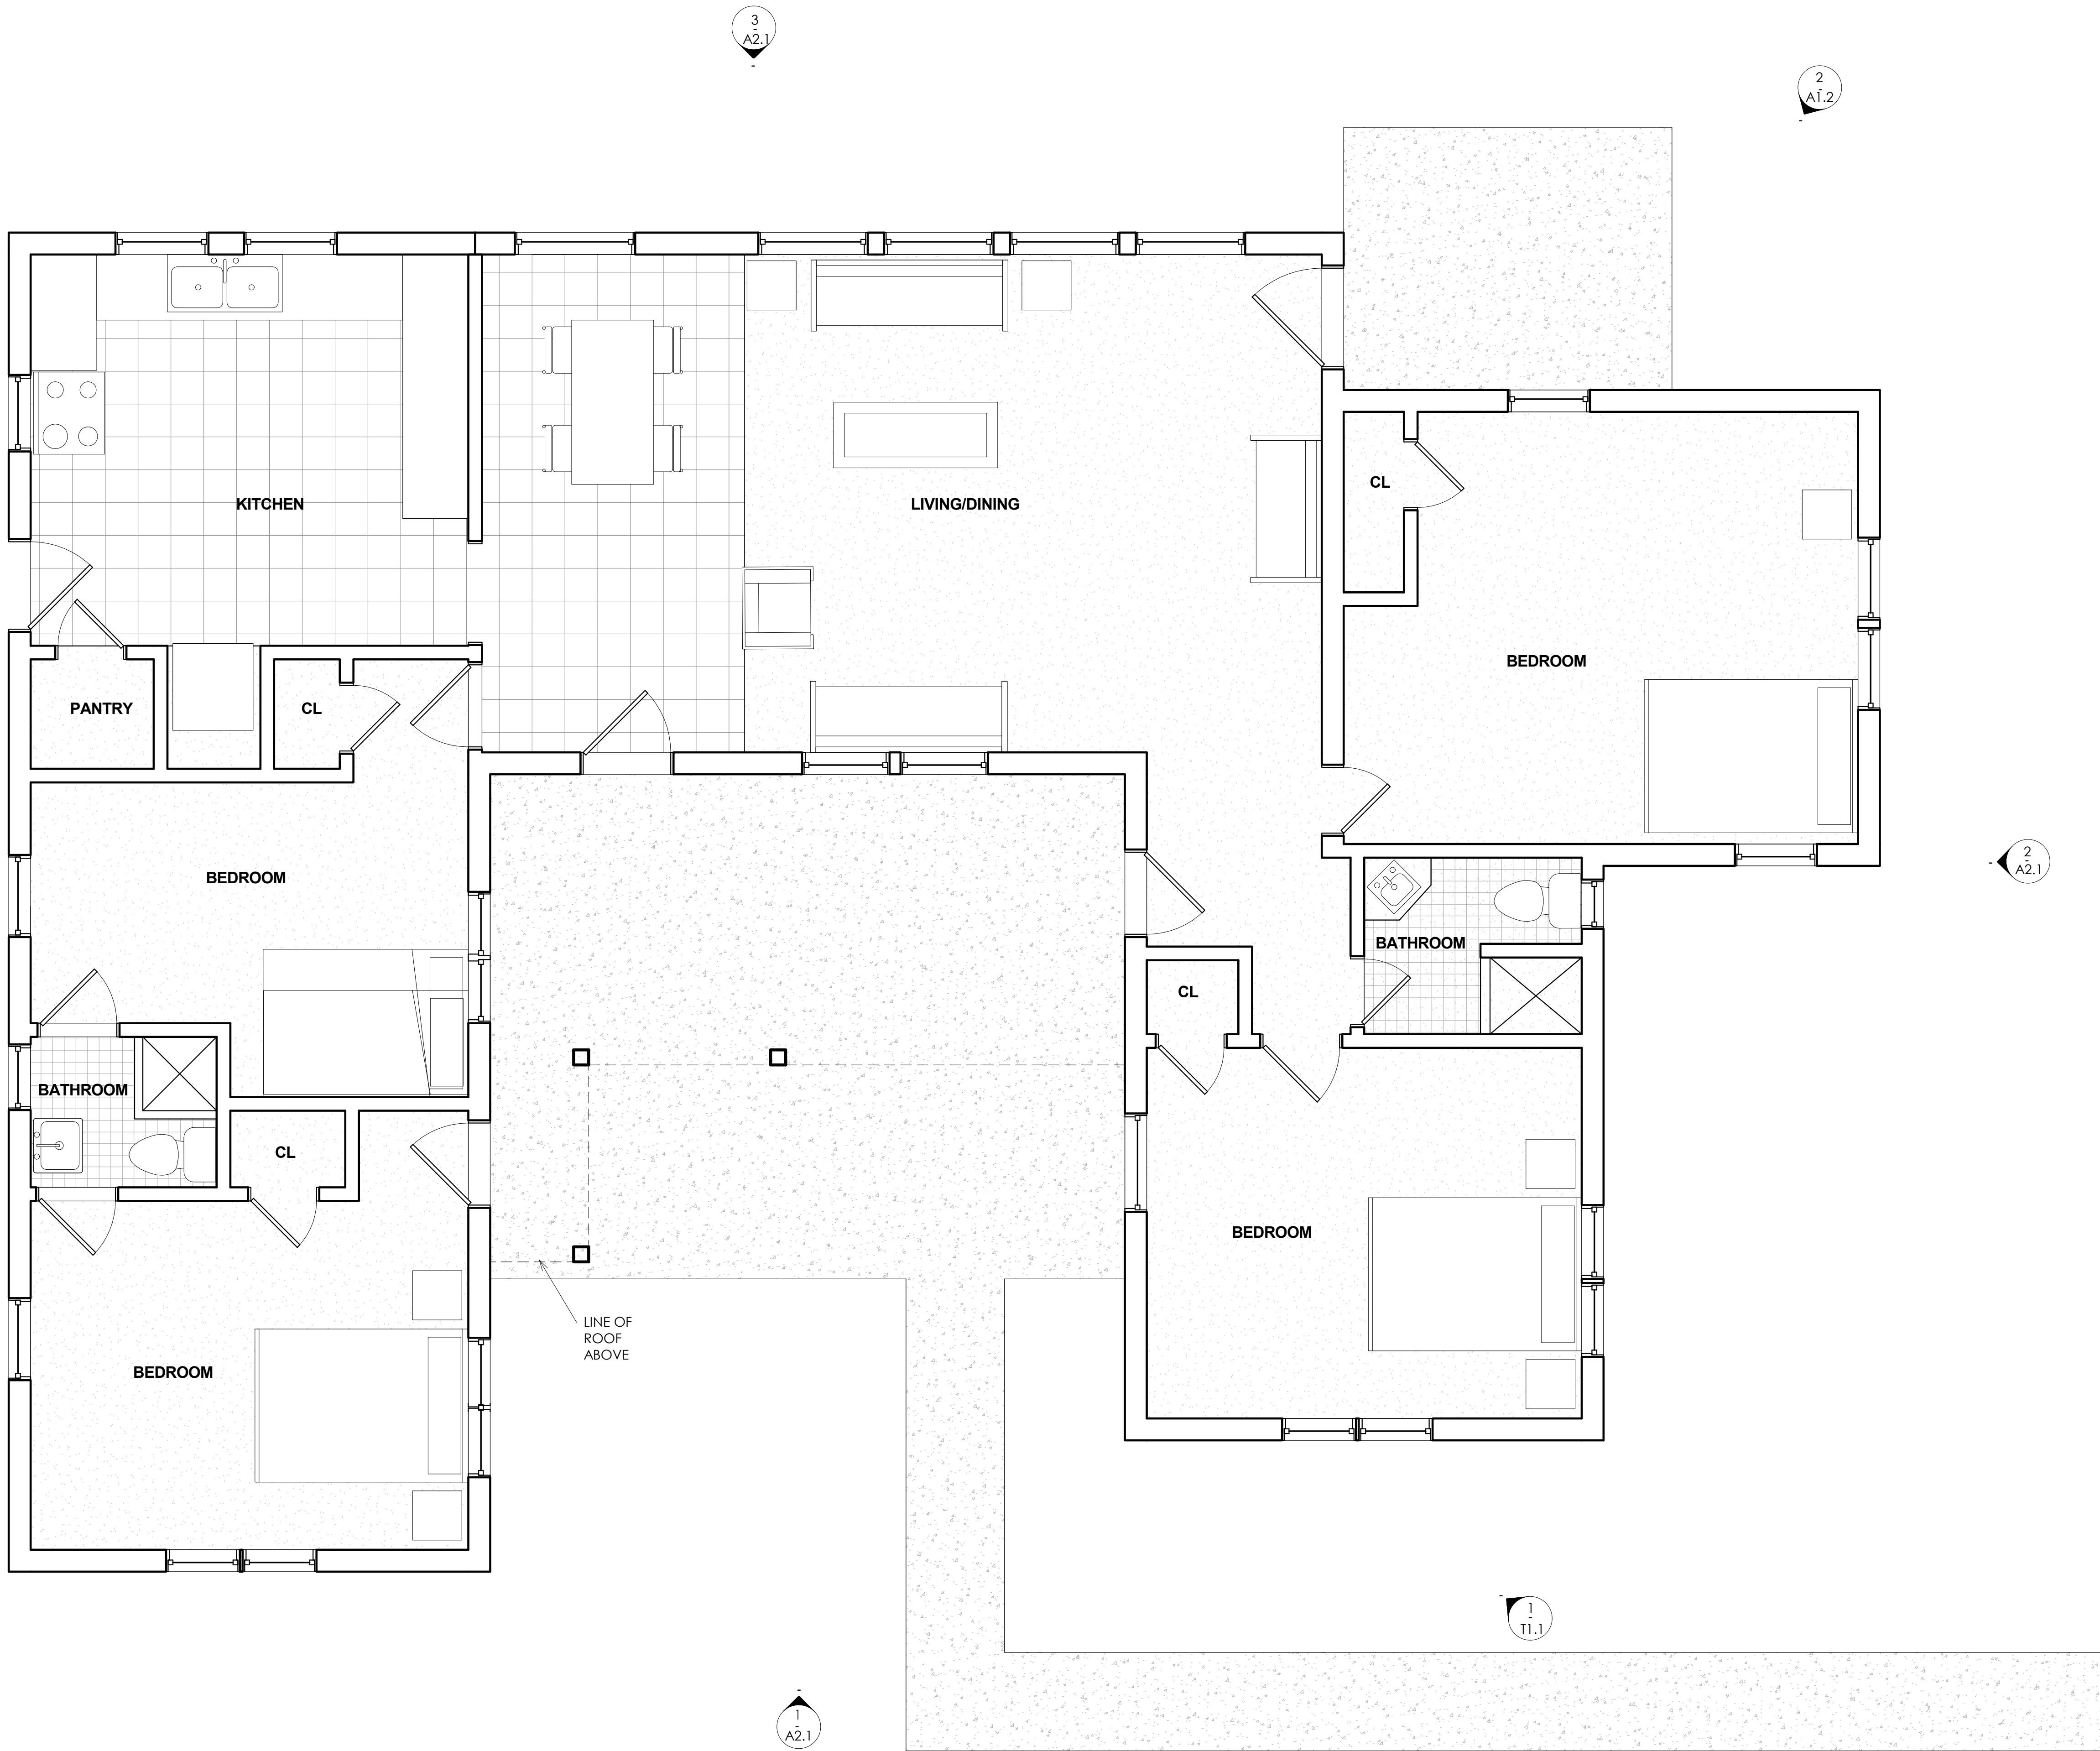 3
-
A2.1
-
2
-
A1.2
-
KITCHEN
LIVING/DINING
CL
BEDROOM
PANTRY
CL
BEDROOM
2
-
A2.1
-
BATHROOM
CL
BATHROOM
CL
BEDROOM
LINE OF
ROOF
ABOVE
BEDROOM
1
-
T1.1
-
1
-
A2.1
-